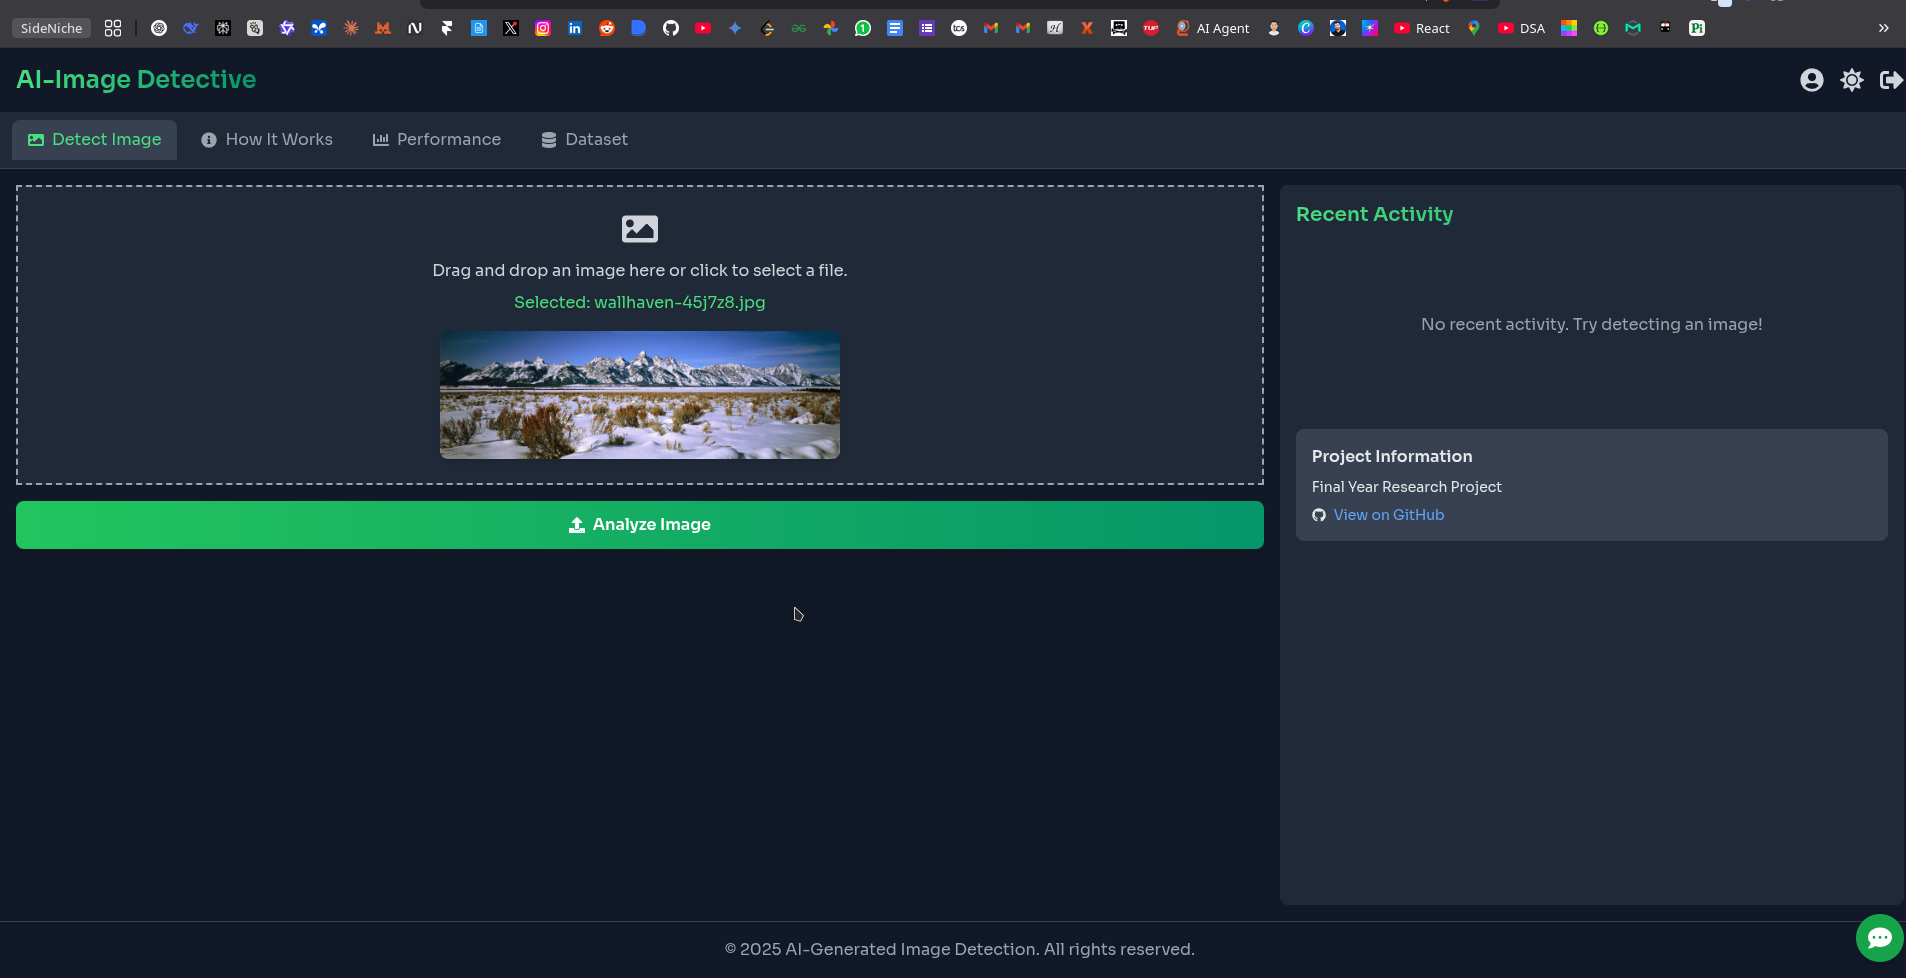 SideNiche
AI Agent
React
DSA
AI-Image Detective
Detect Image
How It Works
Performance
Dataset
Drag and drop an image here or click to select a file.
Selected: wallhaven-45j7z8.jpg
Analyze Image
Recent Activity
No recent activity. Try detecting an image!
Project Information
Final Year Research Project
View on GitHub
© 2025 AI-Generated Image Detection. All rights reserved.